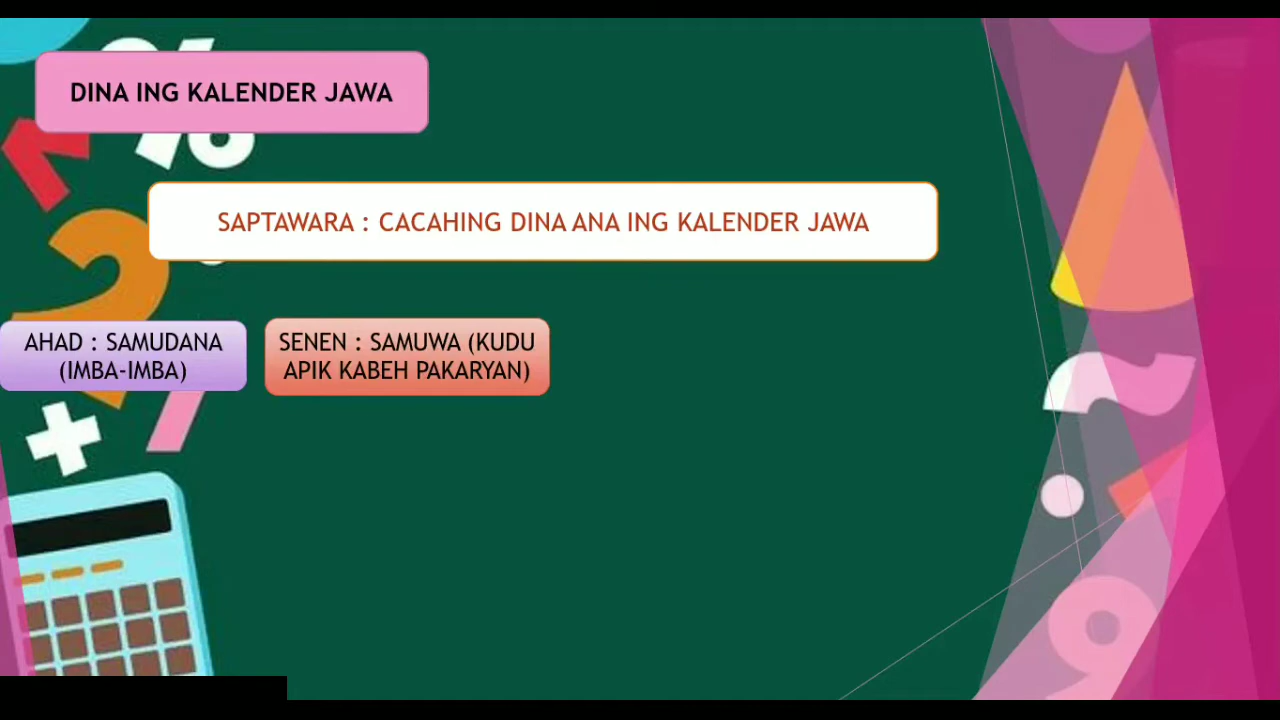 DINA ING KALENDER JAWA
SAPTAWARA : CACAHING DINA ANA ING KALENDER JAWA
AHAD : SAMUDANA
(IMBA-IMBA)
SENEN : SAMUWA (KUDU
APIK KABEH PAKARYAN)